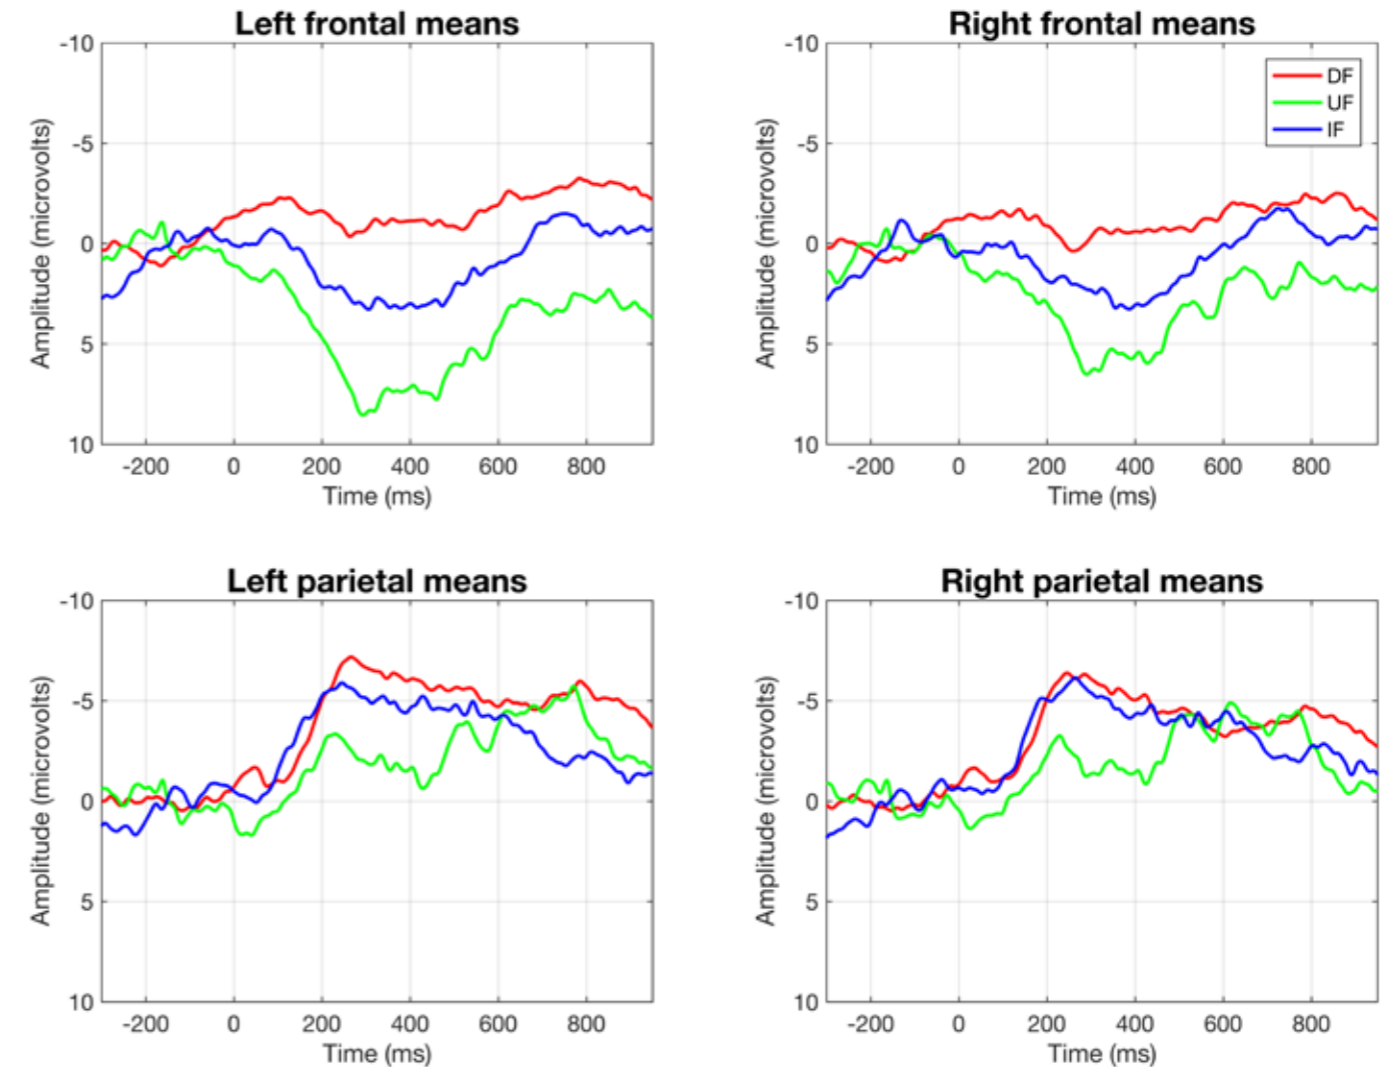 Left frontal means
-10
-5
0
5
10
Amplitude (microvolts)
-200 0 200 400 600 800
Time (ms)
Right frontal means
-10
-5
0
5
10
Amplitude (microvolts)
DF
UF
IF
-200 0 200 400 600 800
Time (ms)
Left parietal means
-10
-5
0
5
10
Amplitude (microvolts)
-200 0 200 400 600 800
Time (ms)
Right parietal means
-10
-5
0
5
10
Amplitude (microvolts)
-200 0 200 400 600 800
Time (ms)